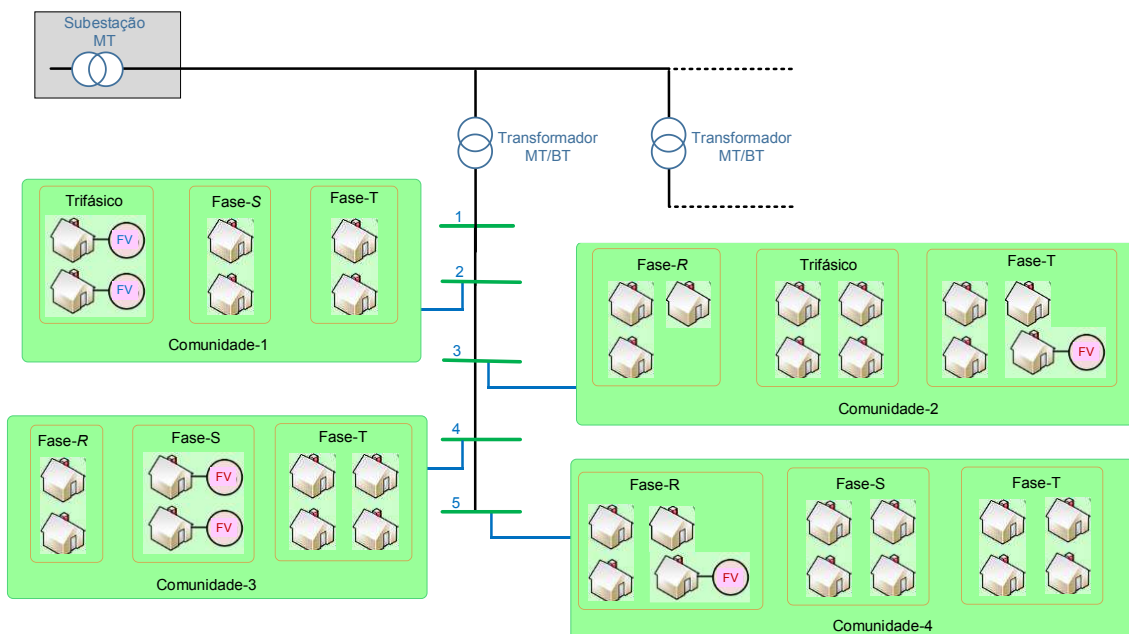 Subestação
MT
Transformador
MT/BT
Transformador
MT/BT
Trifásico
Fase-S
Fase-T
FV
FV
Comunidade-1
1
2
3
4
5
Fase-R
Trifásico
Fase-T
FV
Comunidade-2
Fase-R
Fase-S
Fase-T
FV
FV
Comunidade-3
Fase-R
Fase-S
Fase-T
FV
Comunidade-4